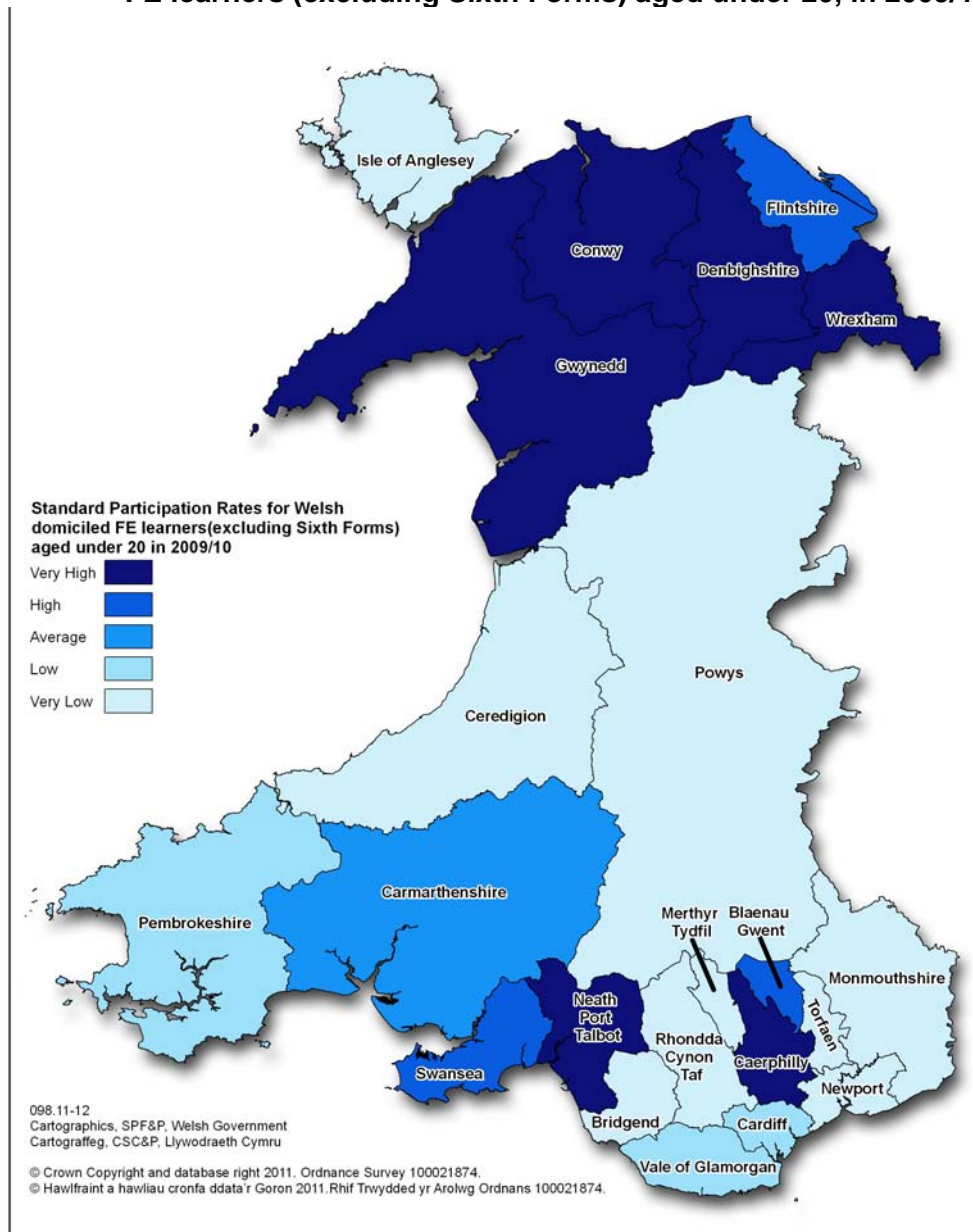 FE learners (excluding Sixth Forms) aged under 20, in 2009/1
Isle of Anglesey
Flintshire
Conwy
Denbighshire
Wrexham
Gwynedd
Standard Participation Rates for Welsh
domiciled FE learners(excluding Sixth Forms)
aged under 20 in 2009/10
Very High
High
Average
Low
Very Low
Powys
Ceredigion
Carmarthenshire
Pembrokeshire
Merthyr
Tydfil
Blaenau
Gwent
Monmouthshire
Neath
Port
Talbot
Torfaen
Rhondda
Cynon
Taf
Caerphilly
Swansea
Newport
Bridgend
Cardiff
Vale of Glamorgan
098.11-12
Cartographics, SPF&P, Welsh Government
Cartograffeg, CSC&P, Llywodraeth Cymru
© Crown Copyright and database right 2011. Ordnance Survey 100021874.
© Hawlfraint a hawliau cronfa ddata'r Goron 2011.Rhif Trwydded yr Arolwg Ordnans 100021874.